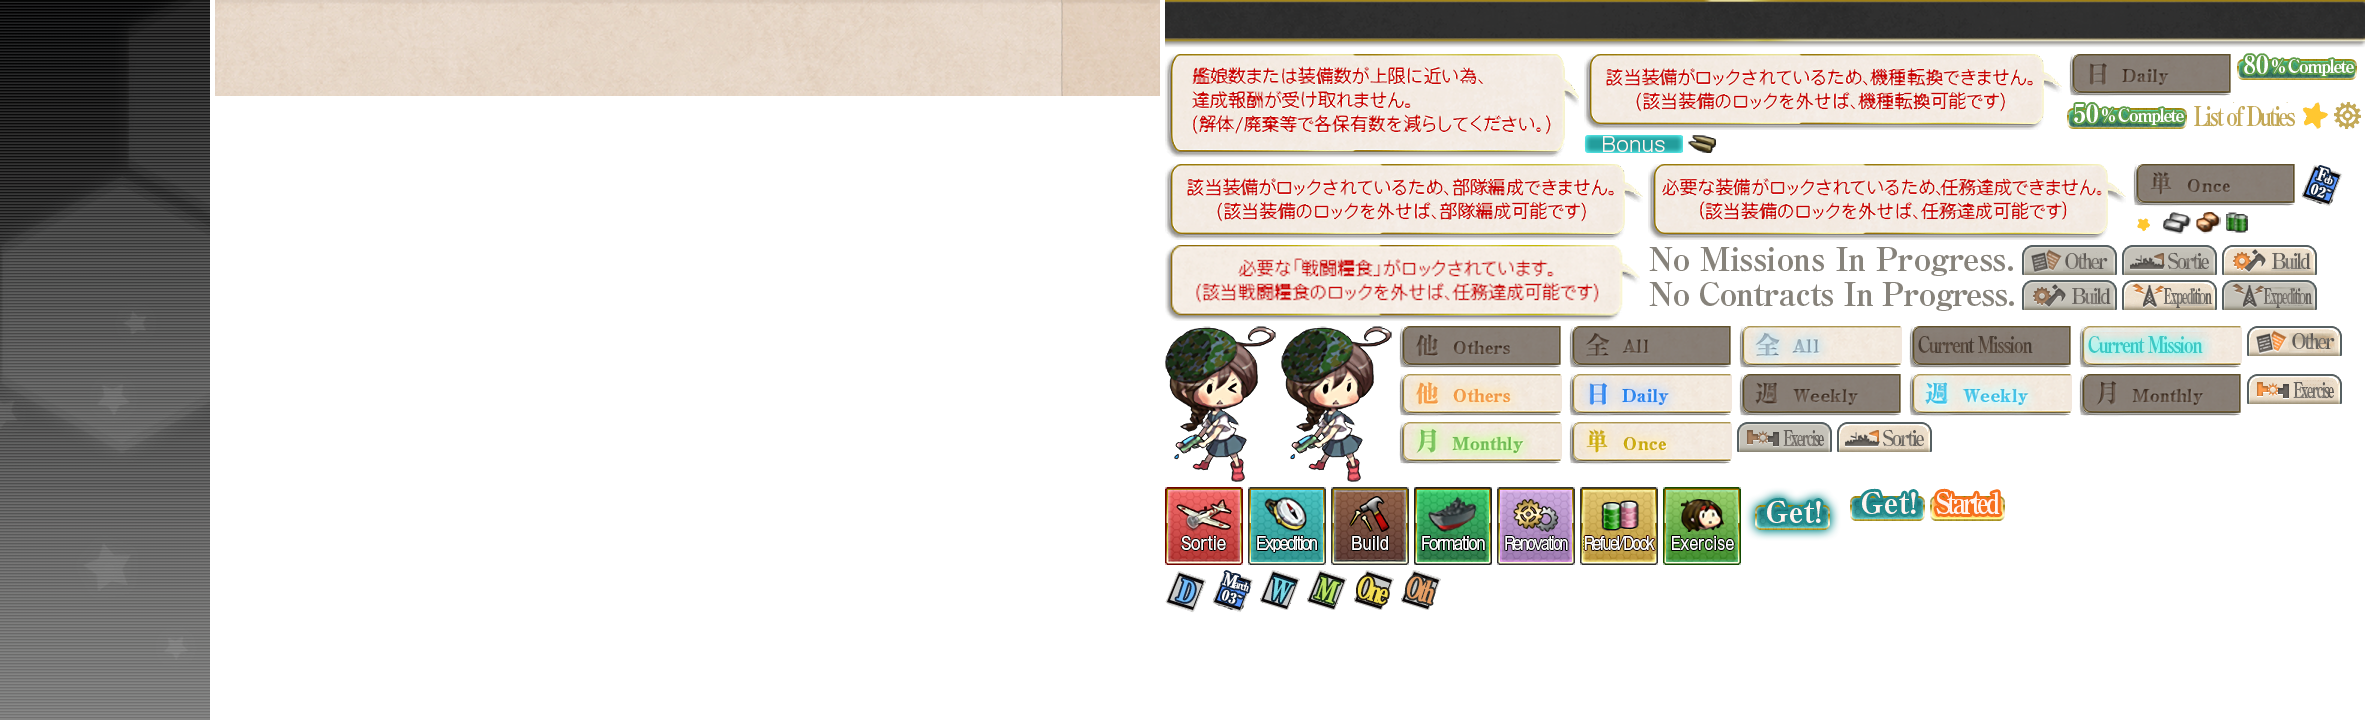 艦娘数または装備数が上限に近い為、
達成報酬が受け取れません。
(解体/廃棄等で各保有数を減らしてください。)
該当装備がロックされているため、機種転換できません。
(該当装備のロックを外せば、機種転換可能です)
日 Daily
80% Complete
50% Complete
List of Duties
Bonus
該当装備がロックされているため、部隊編成できません。
(該当装備のロックを外せば、部隊編成可能です)
必要な装備がロックされているため、任務達成できません。
(該当装備のロックを外せば、任務達成可能です)
単 Once
Feb
02~
必要な「戦闘糧食」がロックされています。
(該当戦闘糧食のロックを外せば、任務達成可能です)
No Missions In Progress.
No Contracts In Progress.
Other
Sortie
Build
Build
Expedition
Expedition
他 Others
全 All
全 All
Current Mission
Current Mission
Other
他 Others
日 Daily
週 Weekly
週 Weekly
月 Monthly
Exercise
月 Monthly
単 Once
Exercise
Sortie
Sortie
Expedition
Build
Formation
Renovation
Refuel/Dock
Exercise
Get!
Get!
Started
D
March
03~
W
M
One
Oth